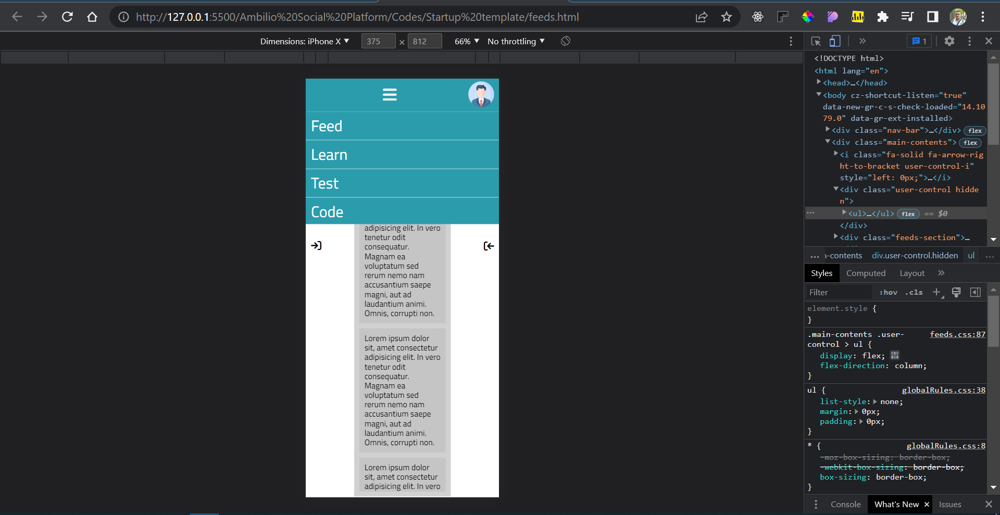 http://127.0.0.1:5500/Ambilio%20Social%20Platform/Codes/Startup%20template/feeds.html
Dimensions: iPhone X ▼ 375 × 812 66% ▼ No throttling ▼
1
Feed
Learn
Test
Code
adipisicing elit. In vero
tenetur odit
consequatur.
Magnam ea
voluptatum sed
rerum nemo nam
accusantium saepe
magni, aut ad
laudantium animi.
Omnis, corrupti non.
Lorem ipsum dolor
sit, amet consectetur
adipisicing elit. In vero
tenetur odit
consequatur.
Magnam ea
voluptatum sed
rerum nemo nam
accusantium saepe
magni, aut ad
laudantium animi.
Omnis, corrupti non.
Lorem ipsum dolor
sit, amet consectetur
adipisicing elit. In vero
<!DOCTYPE html>
<html lang="en">
<head>…</head>
<body cz-shortcut-listen="true"
data-new-gr-c-s-check-loaded="14.10
79.0" data-gr-ext-installed>
<div class="nav-bar">…</div> flex
<div class="main-contents"> flex
<i class="fa-solid fa-arrow-rig
ht-to-bracket user-control-i"
style="left: 0px;">…</i>
<div class="user-control hidde
n">
… <ul>…</ul> flex == $0
</div>
<div class="feeds-section">…
… n-contents div.user-control.hidden ul …
Styles Computed Layout »
Filter :hov .cls +
element.style {
}
.main-contents .user- feeds.css:87
control > ul {
display: flex;
flex-direction: column;
}
ul { globalRules.css:38
list-style: none;
margin: 0px;
padding: 0px;
}
* { globalRules.css:8
-moz-box-sizing: border-box;
-webkit-box-sizing: border-box;
box-sizing: border-box;
}
Console What's New × Issues